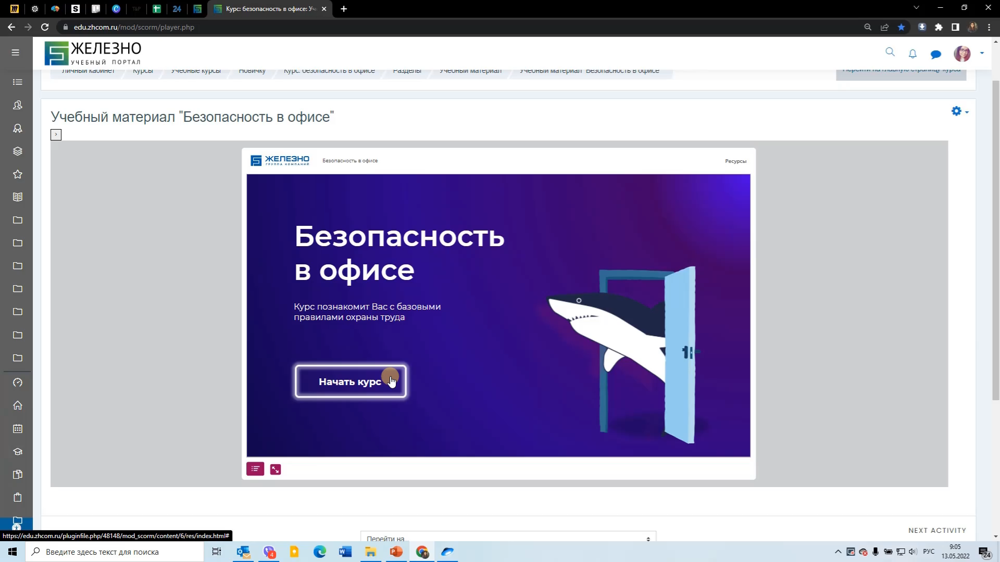 24
T&P
24
Курс: безопасность в офисе: Уч
edu.zhcom.ru/mod/scorm/player.php
ЖЕЛЕЗНО
УЧЕБНЫЙ ПОРТАЛ
Личный кабинет
Курсы
Учебные курсы
Новичку
Курс: безопасность в офисе
Разделы
Учебный материал
Учебный материал "Безопасность в офисе"
Перейти на главную страницу курса
Учебный материал "Безопасность в офисе"
ЖЕЛЕЗНО
ГРУППА КОМПАНИЙ
Безопасность в офисе
Ресурсы
Безопасность
в офисе
Курс познакомит Вас с базовыми
правилами охраны труда
Начать курс
NEXT ACTIVITY
https://edu.zhcom.ru/pluginfile.php/48148/mod_scorm/content/6/res/index.html#
Перейти на...
Введите здесь текст для поиска
4
РУС
9:05
13.05.2022
24